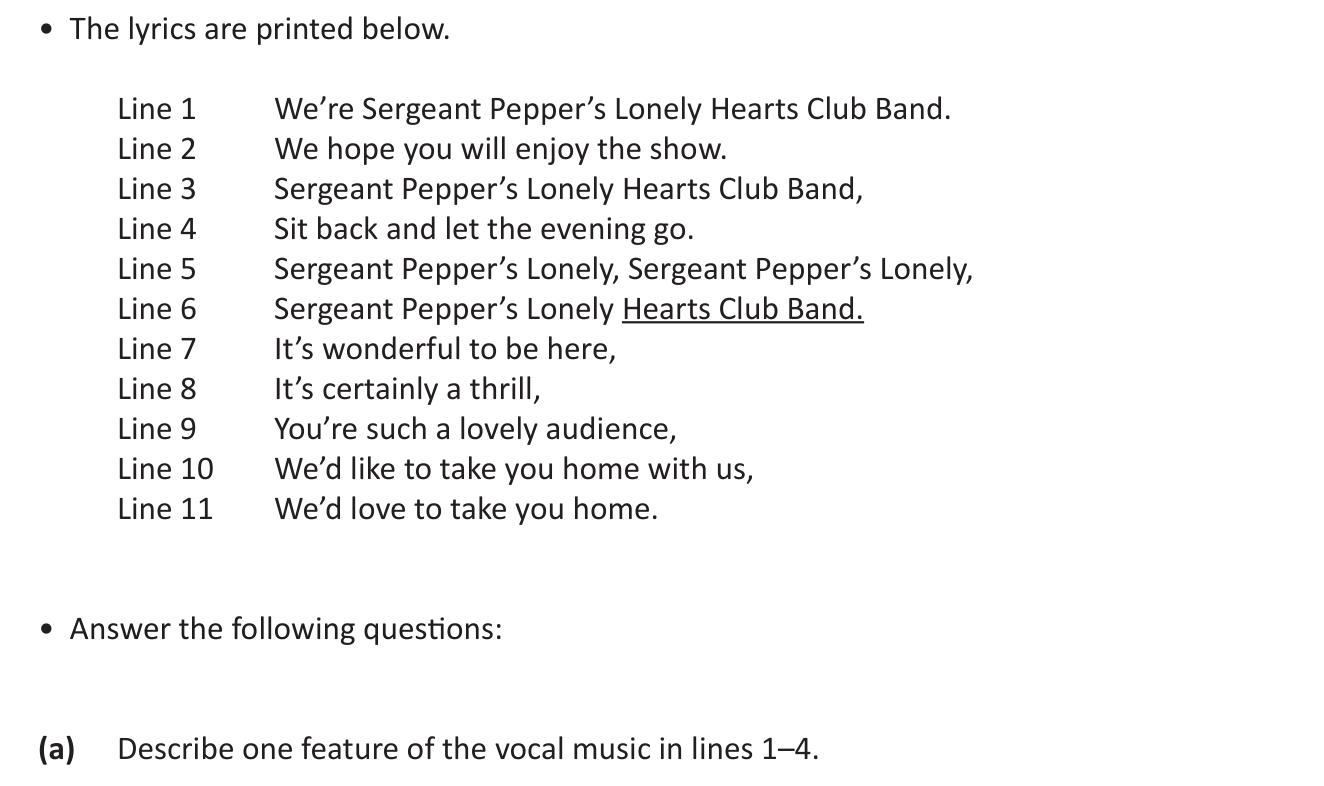 • The lyrics are printed below.
Line 1 We’re Sergeant Pepper’s Lonely Hearts Club Band.
Line 2 We hope you will enjoy the show.
Line 3 Sergeant Pepper’s Lonely Hearts Club Band,
Line 4 Sit back and let the evening go.
Line 5 Sergeant Pepper’s Lonely, Sergeant Pepper’s Lonely,
Line 6 Sergeant Pepper’s Lonely Hearts Club Band.
Line 7 It’s wonderful to be here,
Line 8 It’s certainly a thrill,
Line 9 You’re such a lovely audience,
Line 10 We’d like to take you home with us,
Line 11 We’d love to take you home.
• Answer the following questions:
(a) Describe one feature of the vocal music in lines 1–4.